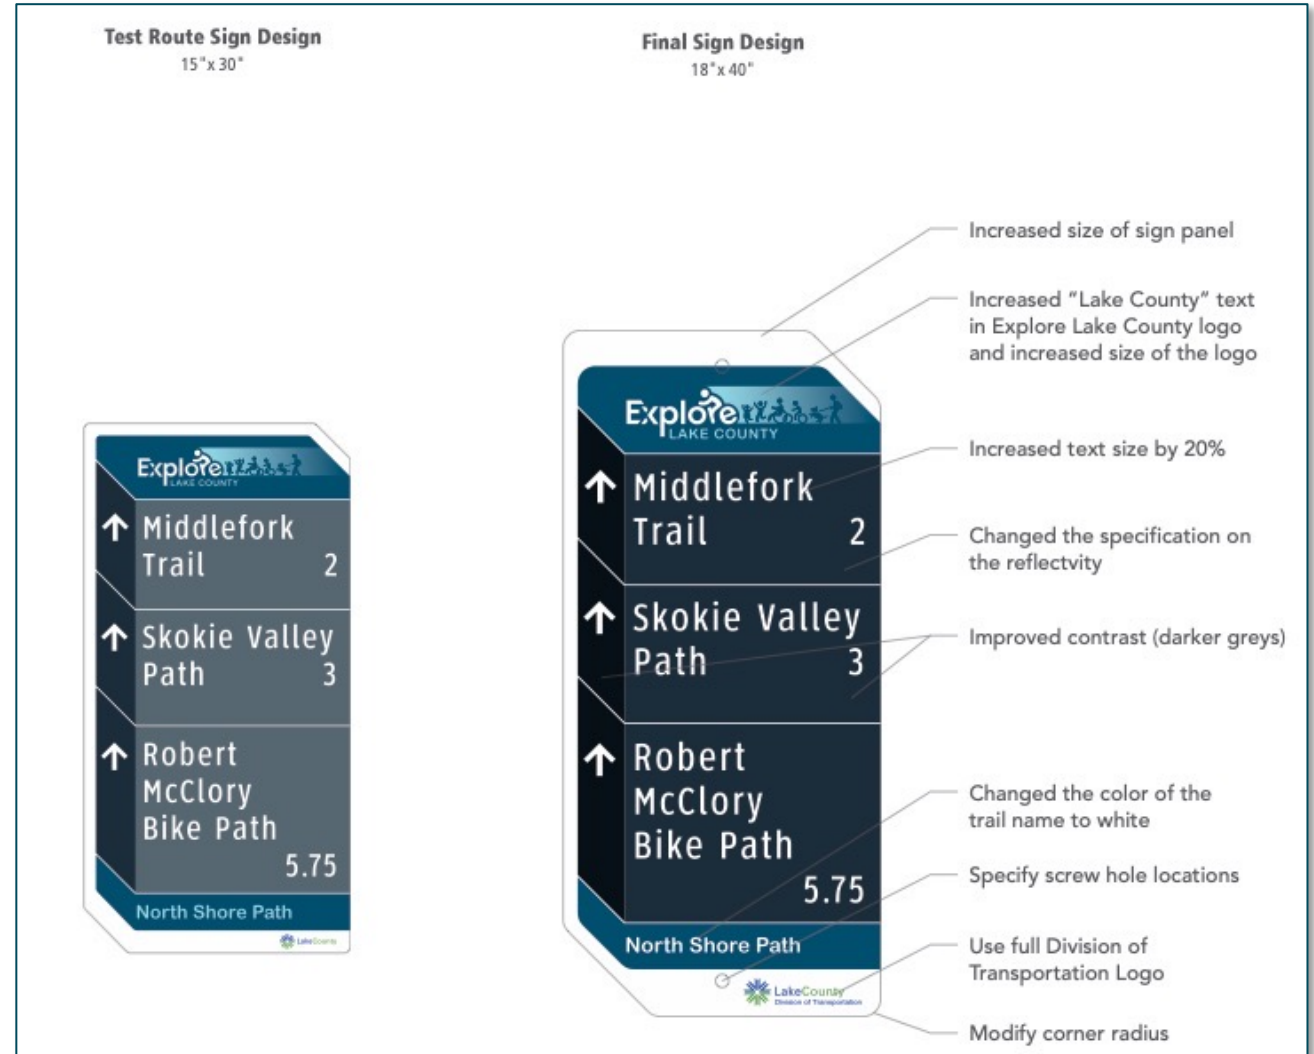 Test Route Sign Design
15"x 30"
Explore
LAKE COUNTY
Middlefork
Trail 2
Skokie Valley
Path 3
Robert
McClory
Bike Path
5.75
North Shore Path
LakeCounty
Final Sign Design
18"x 40"
Explore
LAKE COUNTY
Middlefork
Trail 2
Skokie Valley
Path 3
Robert
McClory
Bike Path
5.75
North Shore Path
LakeCounty
Division of Transportation
Increased size of sign panel
Increased “Lake County” text
in Explore Lake County logo
and increased size of the logo
Increased text size by 20%
Changed the specification on
the reflectvity
Improved contrast (darker greys)
Changed the color of the
trail name to white
Specify screw hole locations
Use full Division of
Transportation Logo
Modify corner radius